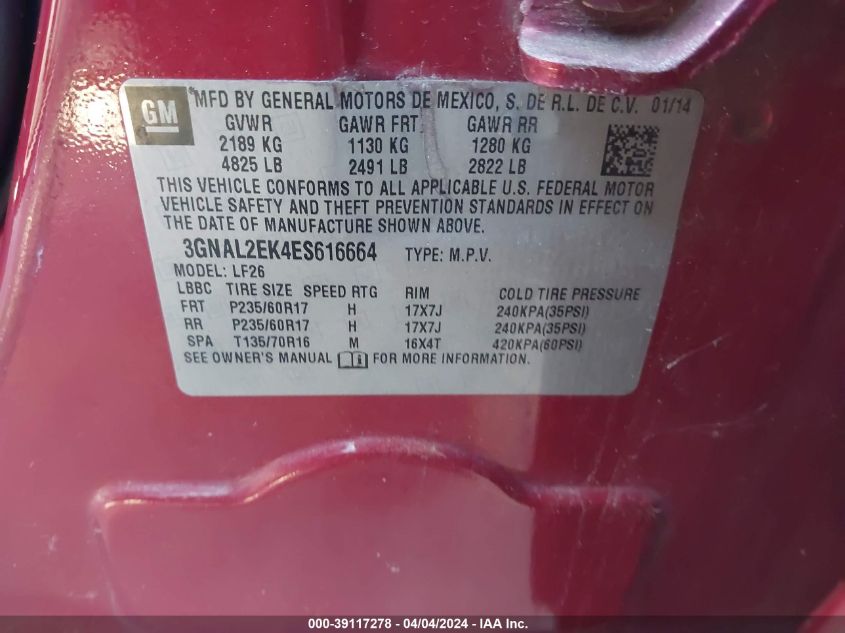 GM
MFD BY GENERAL MOTORS DE MEXICO, S. DE R.L. DE C.V. 01/14
GVWR GAWR FRT. GAWR RR
2189 KG 1130 KG 1280 KG
4825 LB 2491 LB 2822 LB
THIS VEHICLE CONFORMS TO ALL APPLICABLE U.S. FEDERAL MOTOR
VEHICLE SAFETY AND THEFT PREVENTION STANDARDS IN EFFECT ON
THE DATE OF MANUFACTURE SHOWN ABOVE.
3GNAL2EK4ES616664 TYPE: M.P.V.
MODEL: LF26
LBBC TIRE SIZE SPEED RTG RIM COLD TIRE PRESSURE
FRT P235/60R17 H 17X7J 240KPA(35PSI)
RR P235/60R17 H 17X7J 240KPA(35PSI)
SPA T135/70R16 M 16X4T 420KPA(60PSI)
SEE OWNER'S MANUAL FOR MORE INFORMATION.
000-39117278 - 04/04/2024 - IAA Inc.